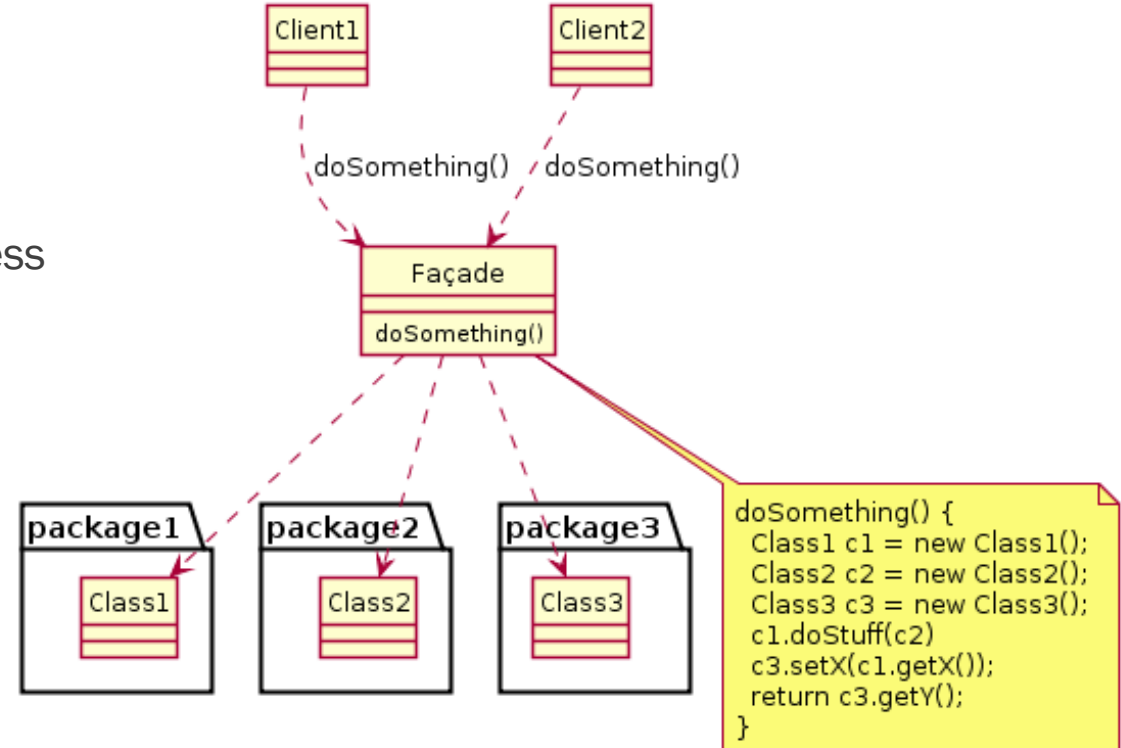 Client1
Client2
doSomething()
doSomething()
ess
Façade
doSomething()
package1
package2
package3
Class1
Class2
Class3
doSomething() {
Class1 c1 = new Class1();
Class2 c2 = new Class2();
Class3 c3 = new Class3();
c1.doStuff(c2)
c3.setX(c1.getX());
return c3.getY();
}